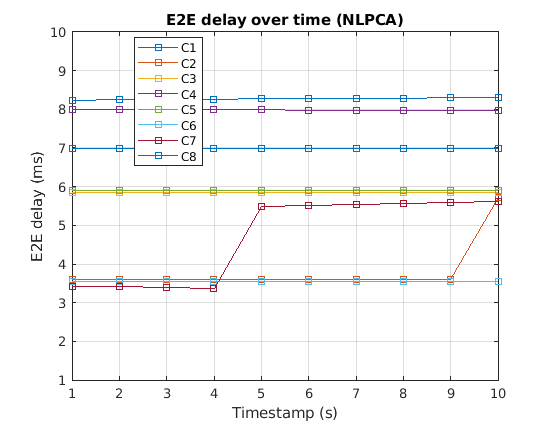 E2E delay over time (NLPCA)
10
9
8
7
6
5
4
3
2
1
E2E delay (ms)
C1
C2
C3
C4
C5
C6
C7
C8
1 2 3 4 5 6 7 8 9 10
Timestamp (s)